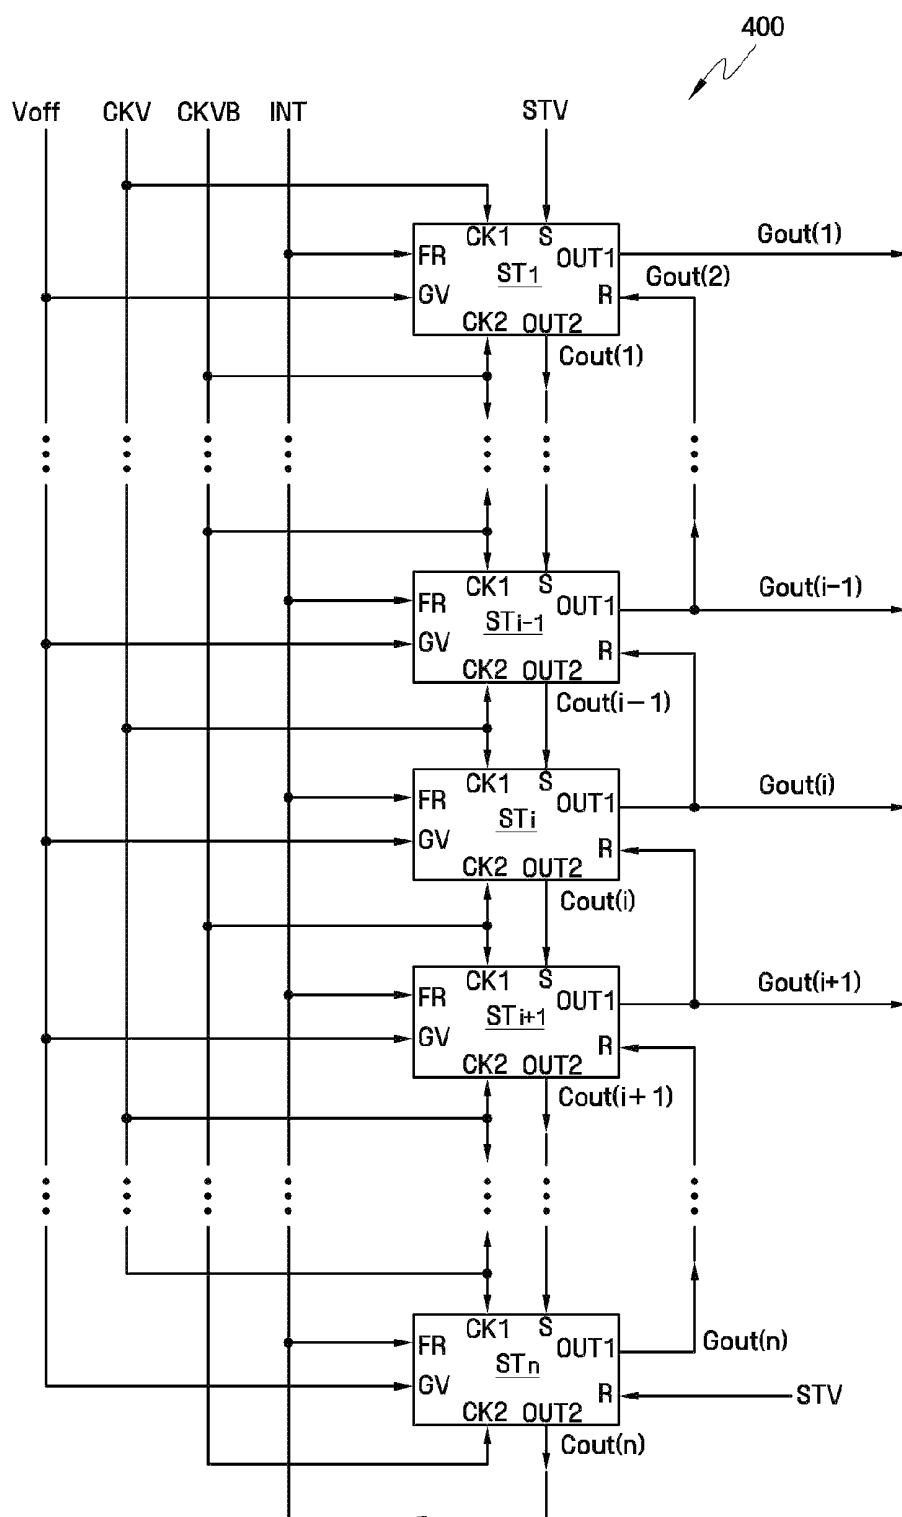 400
Voff CKV CKVB INT STV
CK1 S
FR OUT1 Gout(1)
ST1 Gout(2)
GV R
CK2 OUT2
Cout(1)
CK1 S
FR OUT1 Gout(i-1)
STi-1
GV R
CK2 OUT2
Cout(i-1)
CK1 S
FR OUT1 Gout(i)
STi
GV R
CK2 OUT2
Cout(i)
CK1 S
FR OUT1 Gout(i+1)
STi+1
GV R
CK2 OUT2
Cout(i+1)
CK1 S
FR OUT1 Gout(n)
STn
GV R STV
CK2 OUT2
Cout(n)